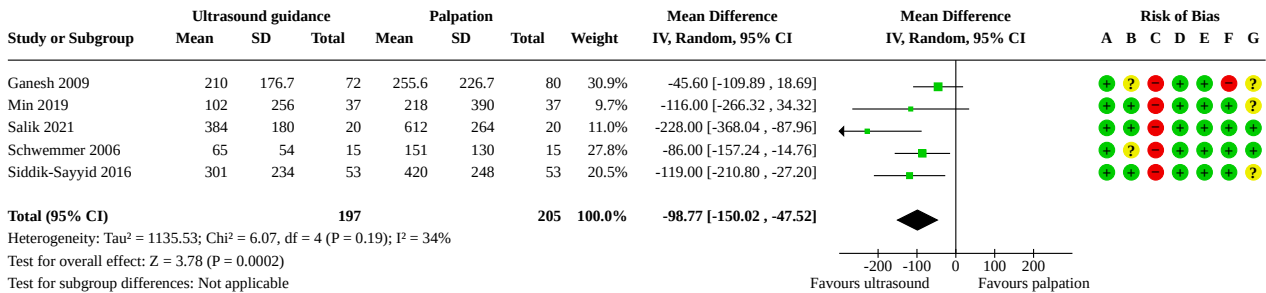 Ultrasound guidance Palpation Mean Difference Mean Difference Risk of Bias
Study or Subgroup Mean SD Total Mean SD Total Weight IV, Random, 95% CI IV, Random, 95% CI A B C D E F G
Ganesh 2009 210 176.7 72 255.6 226.7 80 30.9% -45.60 [-109.89 , 18.69] + ? − + + − ?
Min 2019 102 256 37 218 390 37 9.7% -116.00 [-266.32 , 34.32] + + − + + + ?
Salik 2021 384 180 20 612 264 20 11.0% -228.00 [-368.04 , -87.96] + + − + + + +
Schwemmer 2006 65 54 15 151 130 15 27.8% -86.00 [-157.24 , -14.76] + ? − + + + +
Siddik-Sayyid 2016 301 234 53 420 248 53 20.5% -119.00 [-210.80 , -27.20] + + − + + + ?
Total (95% CI) 197 205 100.0% -98.77 [-150.02 , -47.52]
Heterogeneity: Tau² = 1135.53; Chi² = 6.07, df = 4 (P = 0.19); I² = 34%
Test for overall effect: Z = 3.78 (P = 0.0002)
Test for subgroup differences: Not applicable
-200 -100 0 100 200
Favours ultrasound Favours palpation